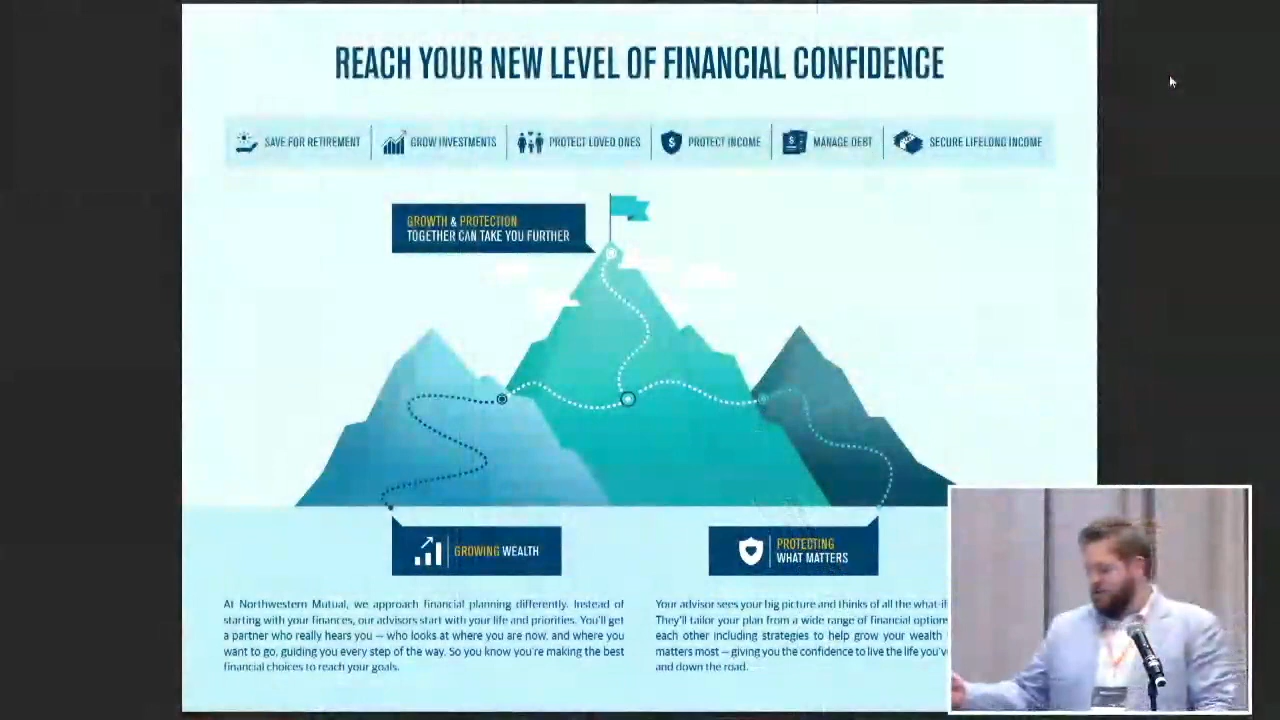 REACH YOUR NEW LEVEL OF FINANCIAL CONFIDENCE
SAVE FOR RETIREMENT
GROW INVESTMENTS
PROTECT LOVED ONES
PROTECT INCOME
MANAGE DEBT
SECURE LIFELONG INCOME
GROWTH & PROTECTION
TOGETHER CAN TAKE YOU FURTHER
GROWING WEALTH
PROTECTING
WHAT MATTERS
At Northwestern Mutual, we approach financial planning differently. Instead of
starting with your finances, our advisors start with your life and priorities. You'll get
a partner who really hears you — who looks at where you are now, and where you
want to go, guiding you every step of the way. So you know you're making the best
financial choices to reach your goals.
Your advisor sees your big picture and thinks of all the
They'll tailor your plan from a wide range of financial
each other including strategies to help grow your wealth
matters most — giving you the confidence to live the life
and down the road.